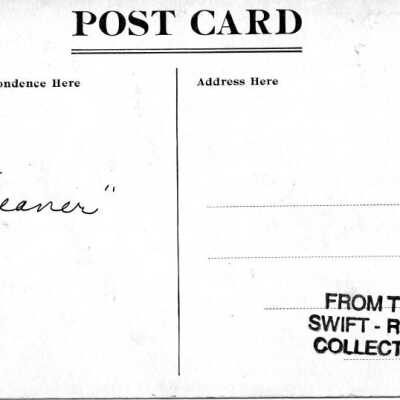 POST CARD
ondence Here
Address Here
eaner"
FROM T
SWIFT - R
COLLECT